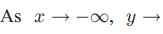 As x → −∞, y →